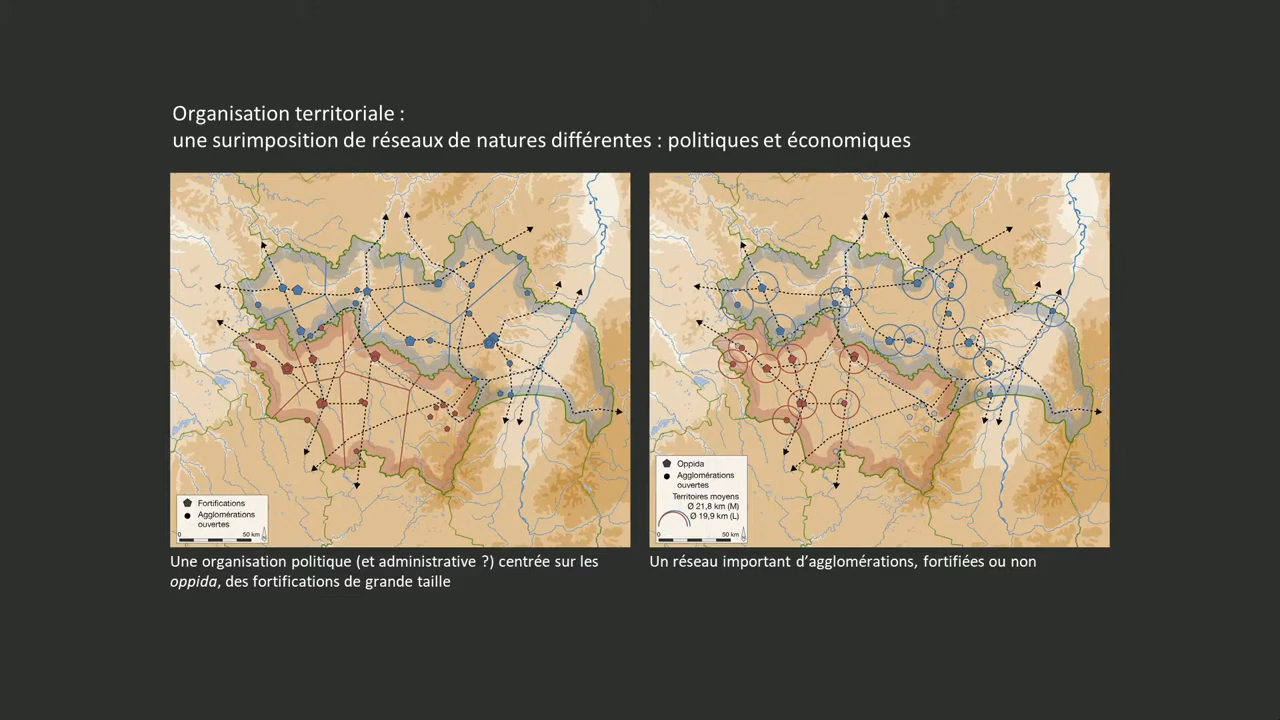 Organisation territoriale :
une surimposition de réseaux de natures différentes : politiques et économiques
Fortifications
Agglomérations
ouvertes
0 50 km
Oppida
Agglomérations
ouvertes
Territoires moyens
Ø 21,8 km (M)
Ø 19,9 km (L)
0 50 km
Une organisation politique (et administrative ?) centrée sur les
oppida, des fortifications de grande taille
Un réseau important d’agglomérations, fortifiées ou non